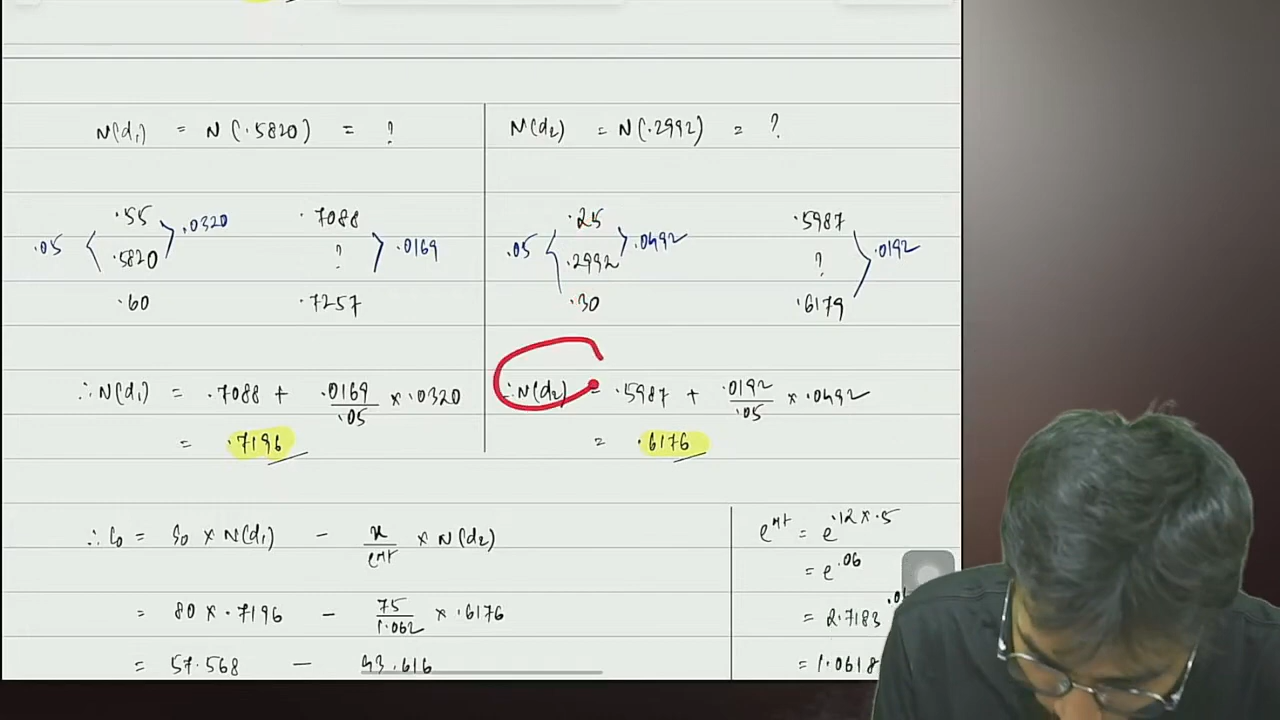 N(d₁) = N(.5820) = ?
.55 .7088
.05 .0320
.5820 ? .0169
.60 .7257
∴N(d₁) = .7088 + .0169/.05 × .0320
= .7196
N(d₂) = N(.2992) = ?
.25 .5987
.05 .0492
.2992 ? .0192
.30 .6179
∴N(d₂) = .5987 + .0192/.05 × .0492
= .6176
∴ C₀ = S₀ × N(d₁) − x/e^rt × N(d₂)
= 80 × .7196 − 75/1.062 × .6176
= 57.568 − 43.616
e^rt = e^.12×.5
= e^.06
= 2.7183
= 1.0618